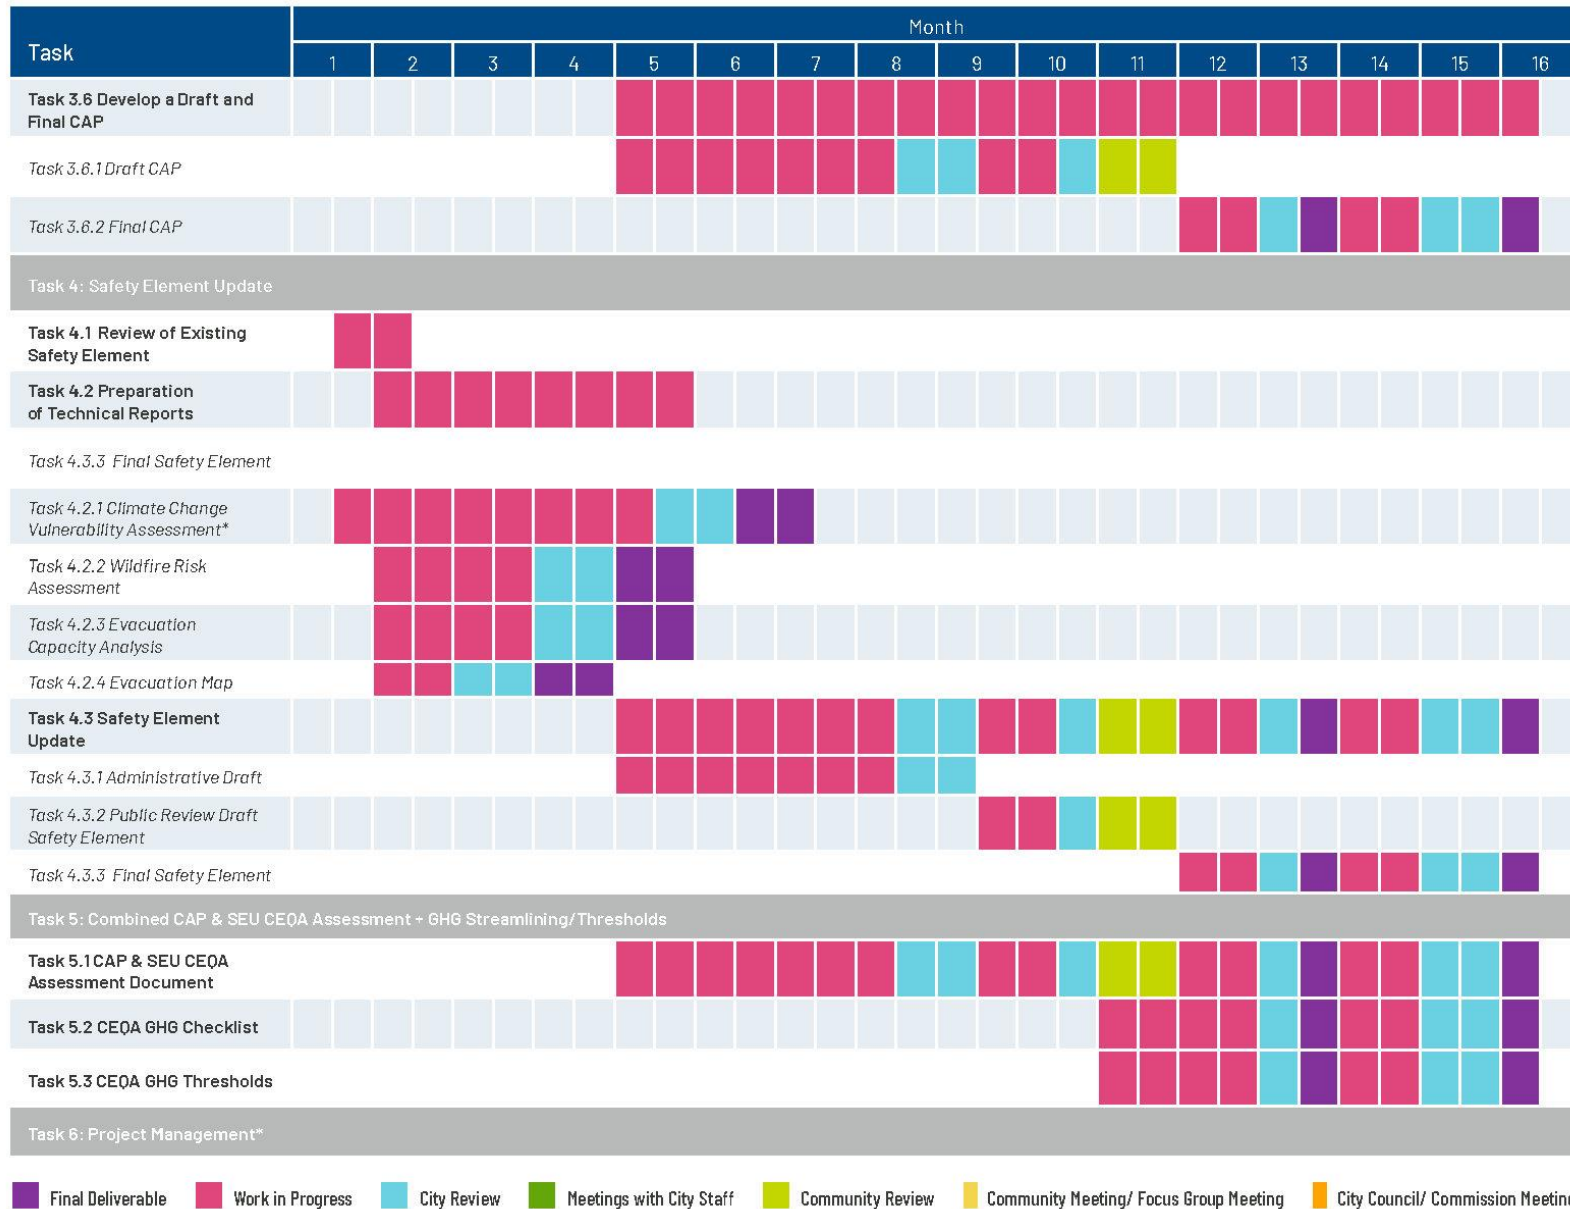 Month
Task
1 2 3 4 5 6 7 8 9 10 11 12 13 14 15 16
Task 3.6 Develop a Draft and
Final CAP
Task 3.6.1 Draft CAP
Task 3.6.2 Final CAP
Task 4: Safety Element Update
Task 4.1 Review of Existing
Safety Element
Task 4.2 Preparation
of Technical Reports
Task 4.3.3 Final Safety Element
Task 4.2.1 Climate Change
Vulnerability Assessment*
Task 4.2.2 Wildfire Risk
Assessment
Task 4.2.3 Evacuation
Capacity Analysis
Task 4.2.4 Evacuation Map
Task 4.3 Safety Element
Update
Task 4.3.1 Administrative Draft
Task 4.3.2 Public Review Draft
Safety Element
Task 4.3.3 Final Safety Element
Task 5: Combined CAP & SEU CEQA Assessment + GHG Streamlining/Thresholds
Task 5.1 CAP & SEU CEQA
Assessment Document
Task 5.2 CEQA GHG Checklist
Task 5.3 CEQA GHG Thresholds
Task 6: Project Management*
Final Deliverable Work in Progress City Review Meetings with City Staff Community Review Community Meeting/ Focus Group Meeting City Council/ Commission Meeting